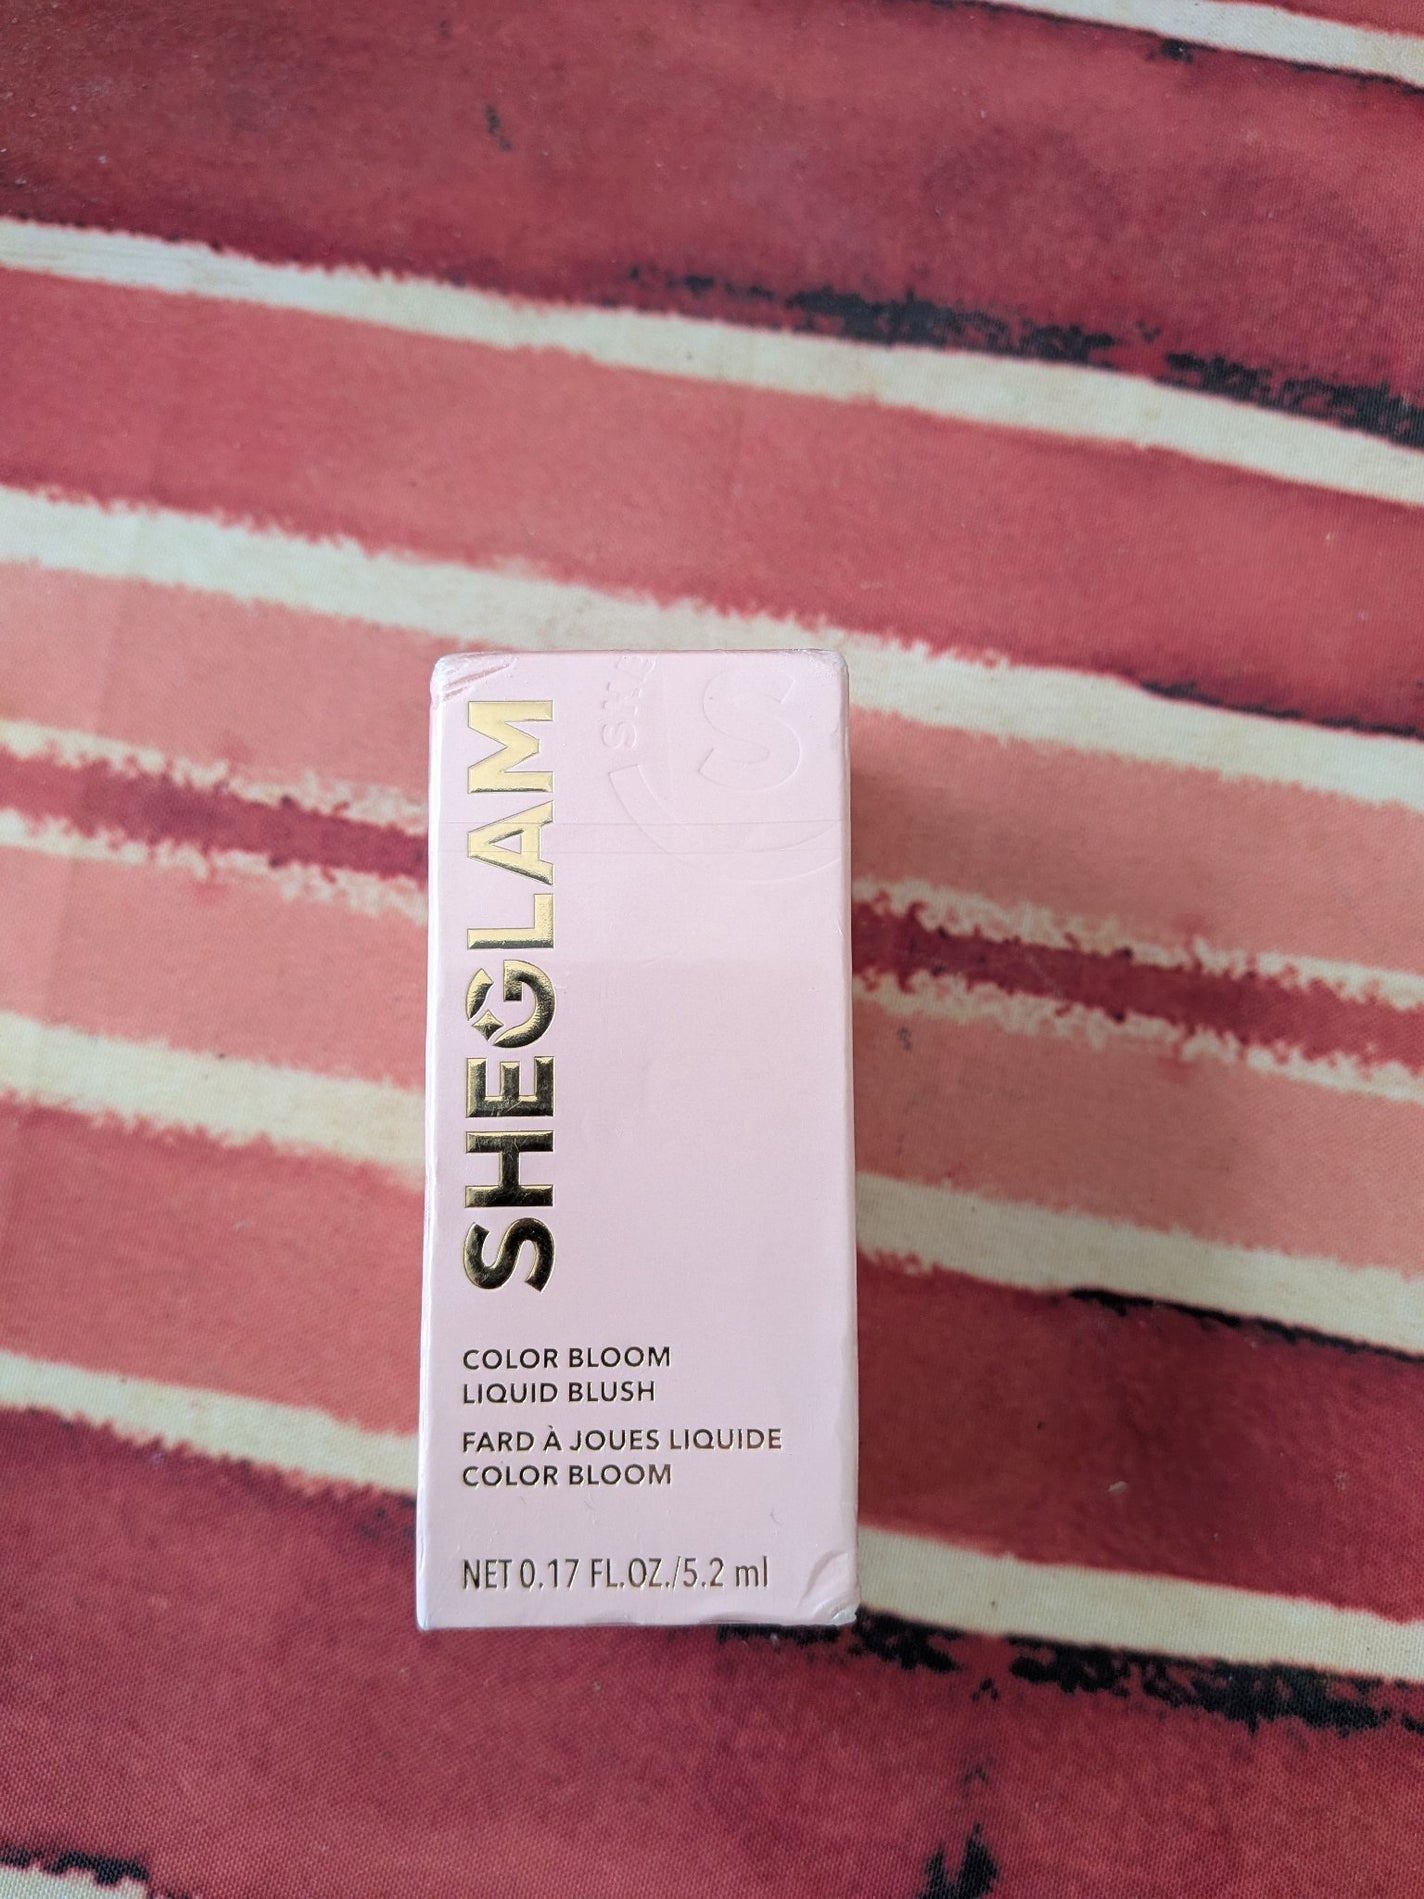 SHEGLAM
S
COLOR BLOOM
LIQUID BLUSH
FARD À JOUES LIQUIDE
COLOR BLOOM
NET 0.17 FL.OZ./5.2 ml